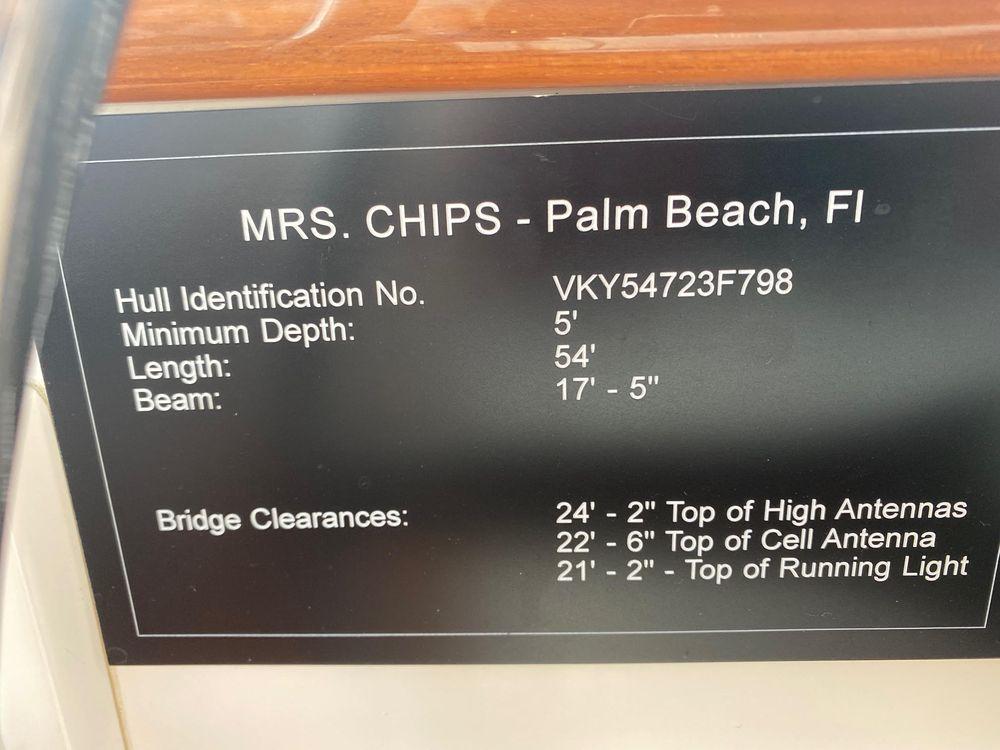 MRS. CHIPS - Palm Beach, Fl
Hull Identification No. VKY54723F798
Minimum Depth: 5'
Length: 54'
Beam: 17' - 5"
Bridge Clearances: 24' - 2" Top of High Antennas
22' - 6" Top of Cell Antenna
21' - 2" - Top of Running Light